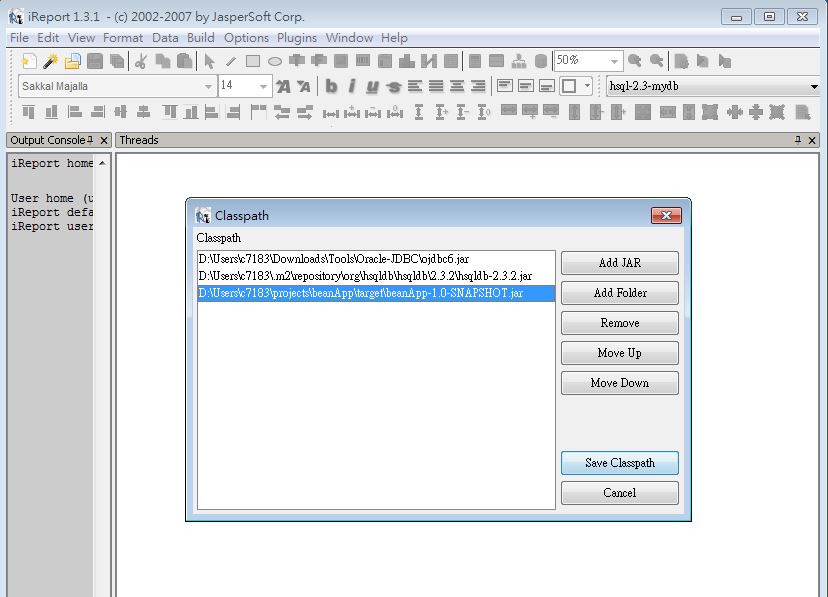 iReport 1.3.1 - (c) 2002-2007 by JasperSoft Corp.
File Edit View Format Data Build Options Plugins Window Help
50%
Sakkal Majalla 14 b i u S hsql-2.3-mydb
Output Console Threads
iReport home
User home (u
iReport defa
iReport user
Classpath
Classpath
D:\Users\c7183\Downloads\Tools\Oracle-JDBC\ojdbc6.jar
D:\Users\c7183\.m2\repository\org\hsqldb\hsqldb\2.3.2\hsqldb-2.3.2.jar
D:\Users\c7183\projects\beanApp\target\beanApp-1.0-SNAPSHOT.jar
Add JAR
Add Folder
Remove
Move Up
Move Down
Save Classpath
Cancel